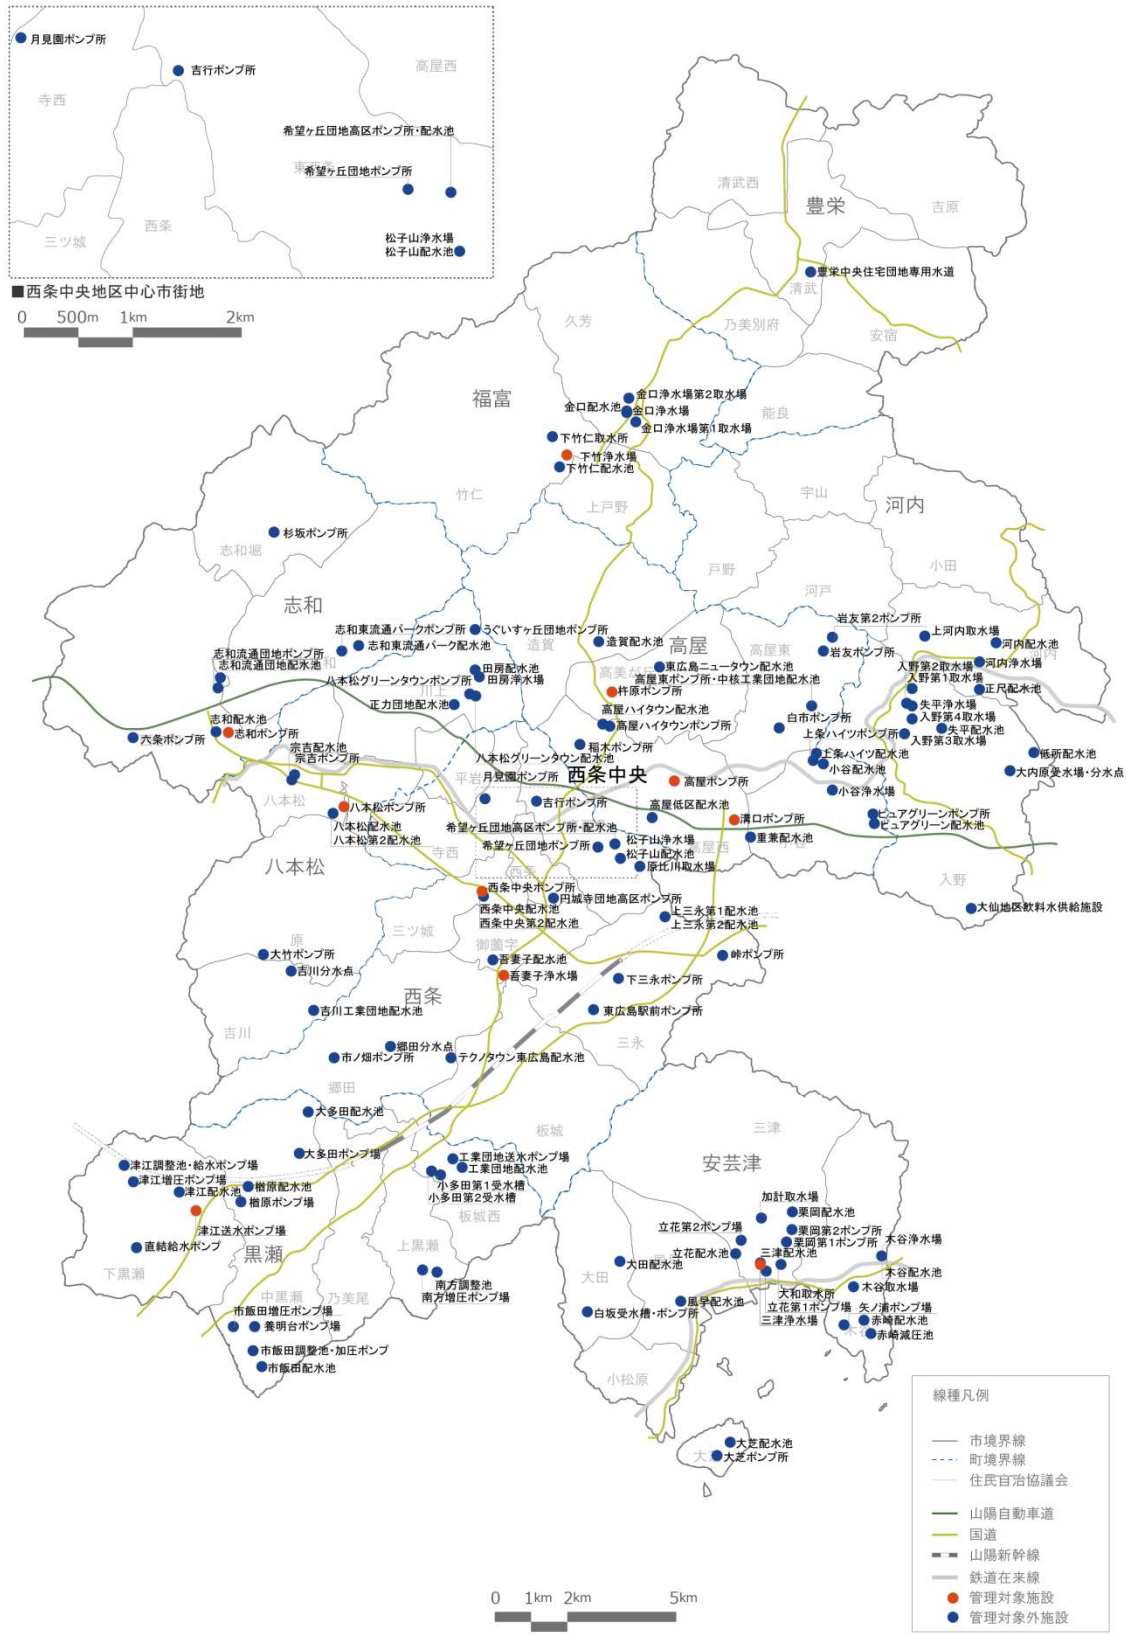 月見園ポンプ所
吉行ポンプ所
高屋西
寺西
希望ヶ丘団地高区ポンプ所・配水池
希望ヶ丘団地ポンプ所
西条
三ツ城
松子山浄水場
松子山配水池
■西条中央地区中心市街地
0 500m 1km 2km
清武西
豊栄
吉原
豊栄中央住宅団地専用水道
清武
久芳
乃美別府
安宿
福富
金口浄水場第2取水場
金口配水池
金口浄水場
金口浄水場第1取水場
能良
下竹仁取水所
下竹浄水場
下竹仁配水池
竹仁
上戸野
宇山
河内
杉坂ポンプ所
志和堀
戸野
小田
河戸
志和
志和東流通パークポンプ所
うぐいすヶ丘団地ポンプ所
志和東流通パーク配水池
造賀
造賀配水池
高屋
高屋東
岩友第2ポンプ所
岩友ポンプ所
上河内取水場
河内配水池
河内
志和流通団地ポンプ所
志和流通団地配水池
田房配水池
八本松グリーンタウンポンプ所
田房浄水場
川上
正力団地配水池
高美が丘
東広島ニュータウン配水池
高屋東ポンプ所・中核工業団地配水池
杵原ポンプ所
入野第2取水場
入野第1取水場
河内浄水場
正尺配水池
矢平浄水場
入野第4取水場
矢平配水池
入野第3取水場
高屋ハイタウン配水池
高屋ハイタウンポンプ所
白市ポンプ所
上条ハイツポンプ所
上条ハイツ配水池
小谷配水池
小谷浄水場
志和配水池
志和ポンプ所
六条ポンプ所
宗吉配水池
宗吉ポンプ所
稲木ポンプ所
八本松グリーンタウン配水池
平岩
月見園ポンプ所
西条中央
高屋ポンプ所
低所配水池
大内原受水場・分水点
八本松
八本松ポンプ所
八本松配水池
八本松第2配水池
吉行ポンプ所
高屋低区配水池
溝口ポンプ所
重兼配水池
ピュアグリーンポンプ所
ピュアグリーン配水池
希望ヶ丘団地高区ポンプ所・配水池
希望ヶ丘団地ポンプ所
松子山浄水場
松子山配水池
原比川取水場
寺西
西条
八本松
入野
大仙地区飲料水供給施設
西条中央ポンプ所
西条中央配水池
西条中央第2配水池
円城寺団地高区ポンプ所
上三永第1配水池
上三永第2配水池
三ツ城
御薗宇
原
大竹ポンプ所
吉川分水点
吾妻子配水池
吾妻子浄水場
峠ポンプ所
下三永ポンプ所
西条
吉川工業団地配水池
東広島駅前ポンプ所
吉川
三永
郷田分水点
市ノ畑ポンプ所
テクノタウン東広島配水池
郷田
大多田配水池
板城
三津
大多田ポンプ場
安芸津
津江調整池・給水ポンプ場
津江増圧ポンプ場
津江配水池
楢原配水池
楢原ポンプ場
工業団地送水ポンプ場
工業団地配水池
小多田第1受水槽
小多田第2受水槽
板城西
加計取水場
栗岡配水池
栗岡第2ポンプ所
栗岡第1ポンプ所
木谷浄水場
津江送水ポンプ場
直結給水ポンプ
黒瀬
上黒瀬
立花第2ポンプ場
立花配水池
三津配水池
木谷配水池
大田配水池
大田
下黒瀬
南方調整池
南方増圧ポンプ場
大和取水所
木谷取水場
中黒瀬
乃美尾
風早配水池
立花第1ポンプ場
矢ノ浦ポンプ場
三津浄水場
赤崎配水池
赤崎減圧池
市飯田増圧ポンプ場
養明台ポンプ場
白坂受水槽・ポンプ所
市飯田調整池・加圧ポンプ
市飯田配水池
小松原
大芝配水池
大芝ポンプ所
線種凡例
市境界線
町境界線
住民自治協議会
山陽自動車道
国道
山陽新幹線
鉄道在来線
管理対象施設
管理対象外施設
0 1km 2km 5km